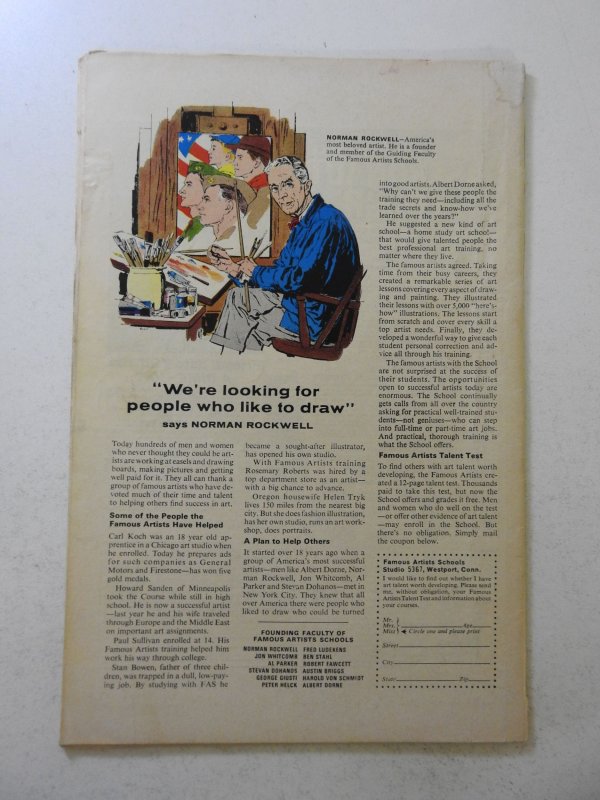 NORMAN ROCKWELL—America's
most beloved artist. He is a founder
and member of the Guiding Faculty
of the Famous Artists Schools.
"We're looking for
people who like to draw"
says NORMAN ROCKWELL
Today hundreds of men and women
who never thought they could be art-
ists are working at easels and drawing
boards, making pictures and getting
well paid for it. They all can thank a
group of famous artists who have de-
voted much of their time and talent
to helping others find success in art.
Some of the People the
Famous Artists Have Helped
Carl Koch was an 18 year old ap-
prentice in a Chicago art studio when
he enrolled. Today he prepares ads
for such companies as General
Motors and Firestone—has won five
gold medals.
Howard Sanden of Minneapolis
took the Course while still in high
school. He is now a successful artist
—last year he and his wife traveled
through Europe and the Middle East
on important art assignments.
Paul Sullivan enrolled at 14. His
Famous Artists training helped him
work his way through college.
Stan Bowen, father of three chil-
dren, was trapped in a dull, low-pay-
ing job. By studying with FAS he
became a sought-after illustrator,
has opened his own studio.
With Famous Artists training
Rosemary Roberts was hired by a
top department store as an artist—
with a big chance to advance.
Oregon housewife Helen Tryk
lives 150 miles from the nearest big
city. But she does fashion illustration,
has her own studio, runs an art work-
shop, does portraits.
A Plan to Help Others
It started over 18 years ago when a
group of America's most successful
artists—men like Albert Dorne, Nor-
man Rockwell, Jon Whitcomb, Al
Parker and Stevan Dohanos—met in
New York City. They knew that all
over America there were people who
liked to draw who could be turned
FOUNDING FACULTY OF
FAMOUS ARTISTS SCHOOLS
NORMAN ROCKWELL FRED LUDEKENS
JON WHITCOMB BEN STAHL
AL PARKER ROBERT FAWCETT
STEVAN DOHANOS AUSTIN BRIGGS
GEORGE GIUSTI HAROLD VON SCHMIDT
PETER HELCK ALBERT DORNE
into good artists. Albert Dorne asked,
"Why can't we give these people the
training they need—including all the
trade secrets and know-how we've
learned over the years?"
He suggested a new kind of art
school—a home study art school—
that would give talented people the
best professional art training, no
matter where they live.
The famous artists agreed. Taking
time from their busy careers, they
created a remarkable series of art
lessons covering every aspect of draw-
ing and painting. They illustrated
their lessons with over 5,000 "here's-
how" illustrations. The lessons start
from scratch and cover every skill a
top artist needs. Finally, they de-
veloped a wonderful way to give each
student personal correction and ad-
vice all through his training.
The famous artists with the School
are not surprised at the success of
their students. The opportunities
open to successful artists today are
enormous. The School continually
gets calls from all over the country
asking for practical well-trained stu-
dents—not geniuses—who can step
into full-time or part-time art jobs.
And practical, thorough training is
what the School offers.
Famous Artists Talent Test
To find others with art talent worth
developing, the Famous Artists cre-
ated a 12-page talent test. Thousands
paid to take this test, but now the
School offers and grades it free. Men
and women who do well on the test
—or offer other evidence of art talent
—may enroll in the School. But
there's no obligation. Simply mail
the coupon below.
Famous Artists Schools
Studio 5367, Westport, Conn.
I would like to find out whether I have
art talent worth developing. Please send
me, without obligation, your Famous
Artists Talent Test and information about
your courses.
Mr.
Mrs. Age
Miss Circle one and please print
Street
City
State Zip